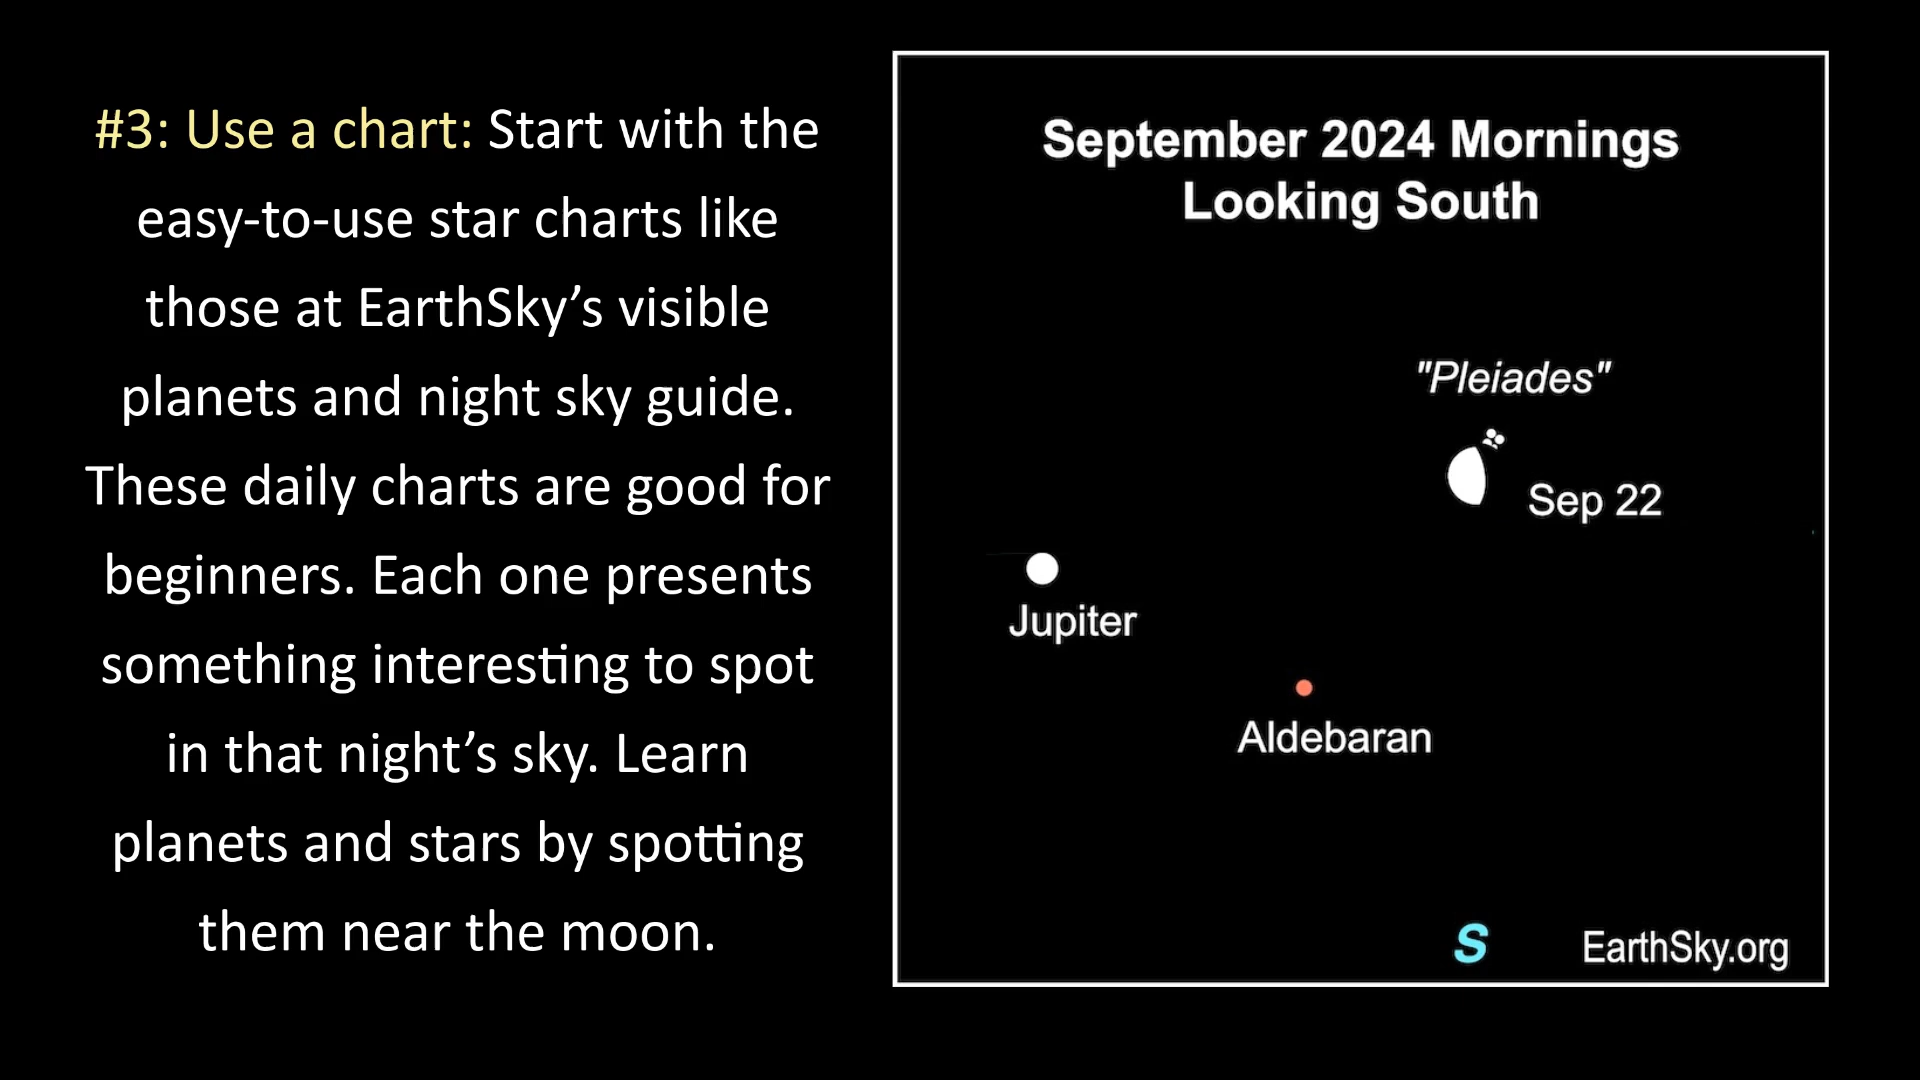 #3: Use a chart: Start with the
easy-to-use star charts like
those at EarthSky’s visible
planets and night sky guide.
These daily charts are good for
beginners. Each one presents
something interesting to spot
in that night’s sky. Learn
planets and stars by spotting
them near the moon.
September 2024 Mornings
Looking South
"Pleiades"
Sep 22
Jupiter
Aldebaran
S
EarthSky.org